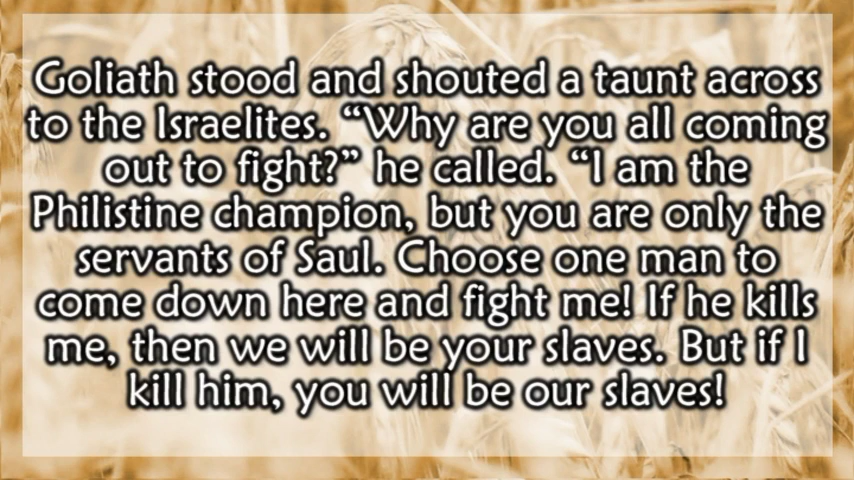 Goliath stood and shouted a taunt across
to the Israelites. “Why are you all coming
out to fight?” he called. “I am the
Philistine champion, but you are only the
servants of Saul. Choose one man to
come down here and fight me! If he kills
me, then we will be your slaves. But if I
kill him, you will be our slaves!